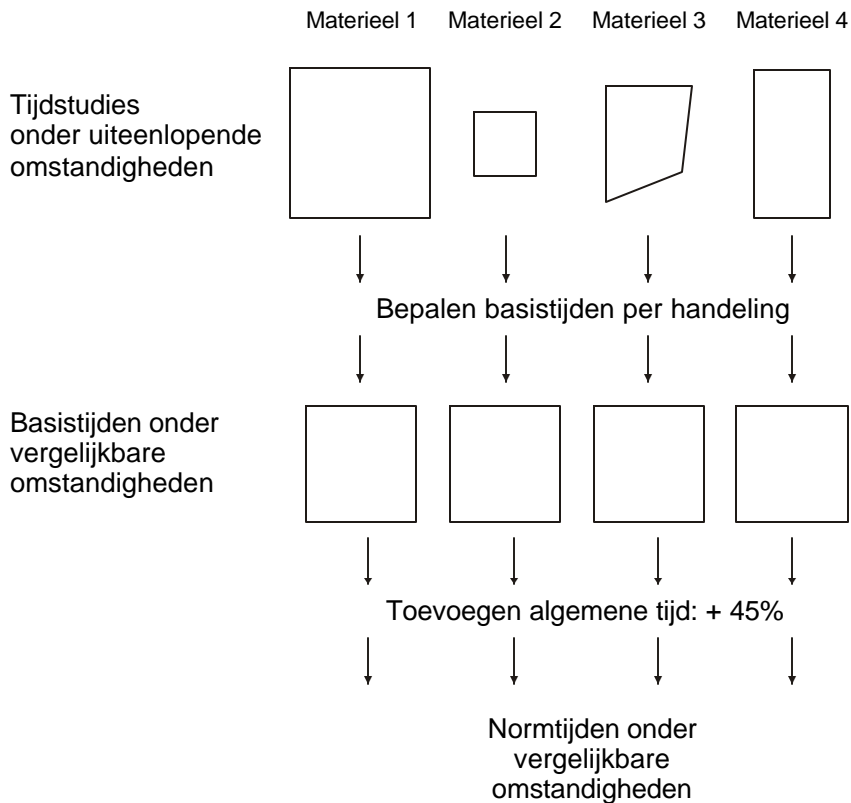 Materieel 1 Materieel 2 Materieel 3 Materieel 4
Tijdstudies
onder uiteenlopende
omstandigheden
Bepalen basistijden per handeling
Basistijden onder
vergelijkbare
omstandigheden
Toevoegen algemene tijd: + 45%
Normtijden onder
vergelijkbare
omstandigheden